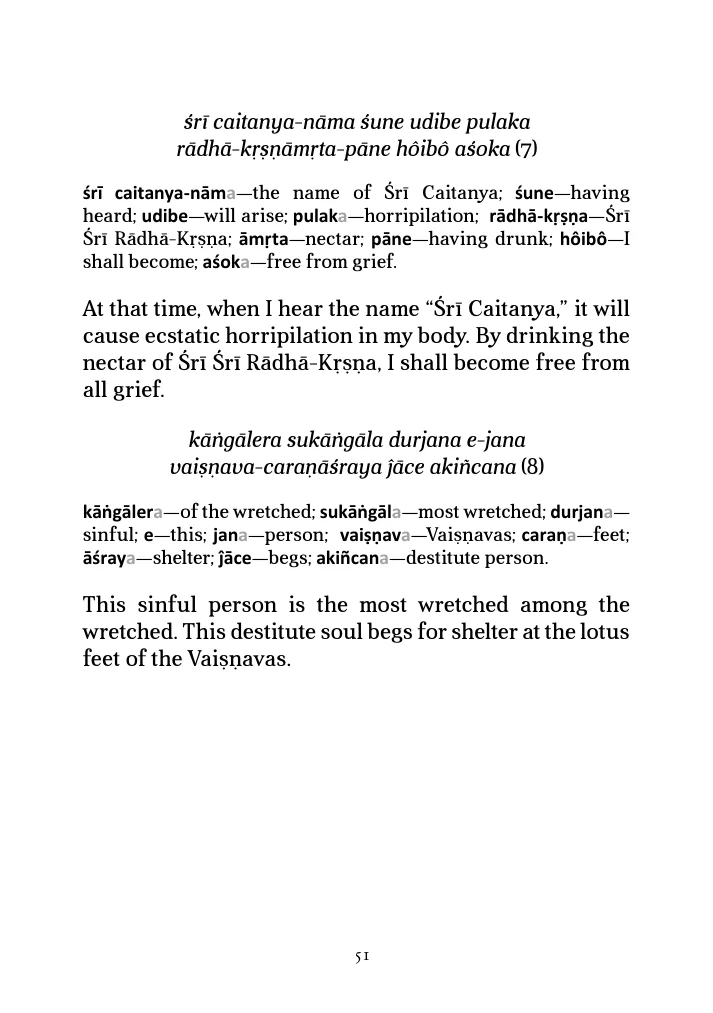 śrī caitanya-nāma śune udibe pulaka
rādhā-kṛṣṇāmṛta-pāne hôibô aśoka (7)
śrī caitanya-nāma—the name of Śrī Caitanya; śune—having
heard; udibe—will arise; pulaka—horripilation; rādhā-kṛṣṇa—Śrī
Śrī Rādhā-Kṛṣṇa; āmṛta—nectar; pāne—having drunk; hôibô—I
shall become; aśoka—free from grief.
At that time, when I hear the name “Śrī Caitanya,” it will
cause ecstatic horripilation in my body. By drinking the
nectar of Śrī Śrī Rādhā-Kṛṣṇa, I shall become free from
all grief.
kāṅgālera sukāṅgāla durjana e-jana
vaiṣṇava-caraṇāśraya ĵāce akiñcana (8)
kāṅgālera—of the wretched; sukāṅgāla—most wretched; durjana—
sinful; e—this; jana—person; vaiṣṇava—Vaiṣṇavas; caraṇa—feet;
āśraya—shelter; ĵāce—begs; akiñcana—destitute person.
This sinful person is the most wretched among the
wretched. This destitute soul begs for shelter at the lotus
feet of the Vaiṣṇavas.
51